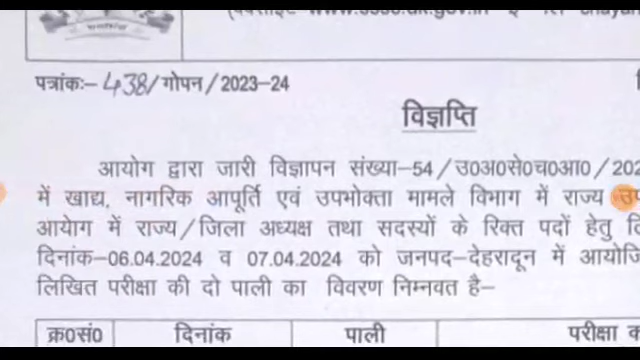 पत्रांकः- 438/गोपन/2023-24
विज्ञप्ति
आयोग द्वारा जारी विज्ञापन संख्या-54/उ0अ0से0च0आ0/202
में खाद्य, नागरिक आपूर्ति एवं उपभोक्ता मामले विभाग में राज्य
आयेाग में राज्य/जिला अध्यक्ष तथा सदस्यों के रिक्त पदों हेतु
दिनांक-06.04.2024 व 07.04.2024 को जनपद-देहरादून में
लिखित परीक्षा की दो पाली का विवरण निम्नवत है-
क्र0सं0 दिनांक पाली परीक्षा